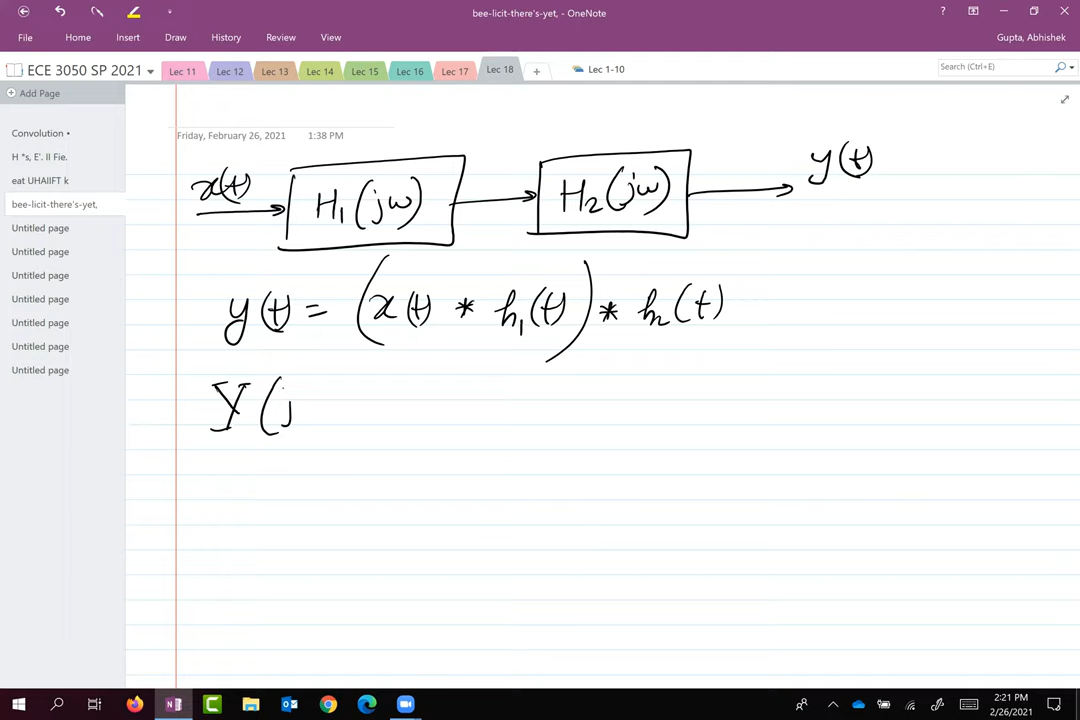 bee-licit-there's-yet, - OneNote
?
File Home Insert Draw History Review View
Gupta, Abhishek
ECE 3050 SP 2021
Lec 11 Lec 12 Lec 13 Lec 14 Lec 15 Lec 16 Lec 17 Lec 18 + Lec 1-10
Search (Ctrl+E)
Add Page
Convolution •
H *s, E'. II Fie.
eat UHAIIFT k
bee-licit-there's-yet,
Untitled page
Untitled page
Untitled page
Untitled page
Untitled page
Untitled page
Untitled page
Friday, February 26, 2021 1:38 PM
x(t) H₁(jω) H₂(jω) y(t)
y(t) = (x(t) * h₁(t)) * h₂(t)
Y(j
2:21 PM
2/26/2021